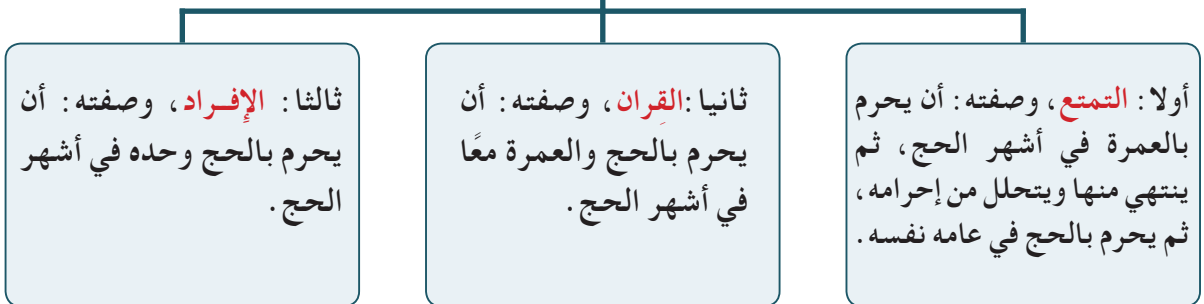 أولا: التمتع، وصفته: أن يحرم
بالعمرة في أشهر الحج، ثم
ينتهي منها ويتحلل من إحرامه،
ثم يحرم بالحج في عامه نفسه.
ثانيا: القِران، وصفته: أن
يحرم بالحج والعمرة معًا
في أشهر الحج.
ثالثا: الإِفـراد، وصفته: أن
يحرم بالحج وحده في أشهر
الحج.